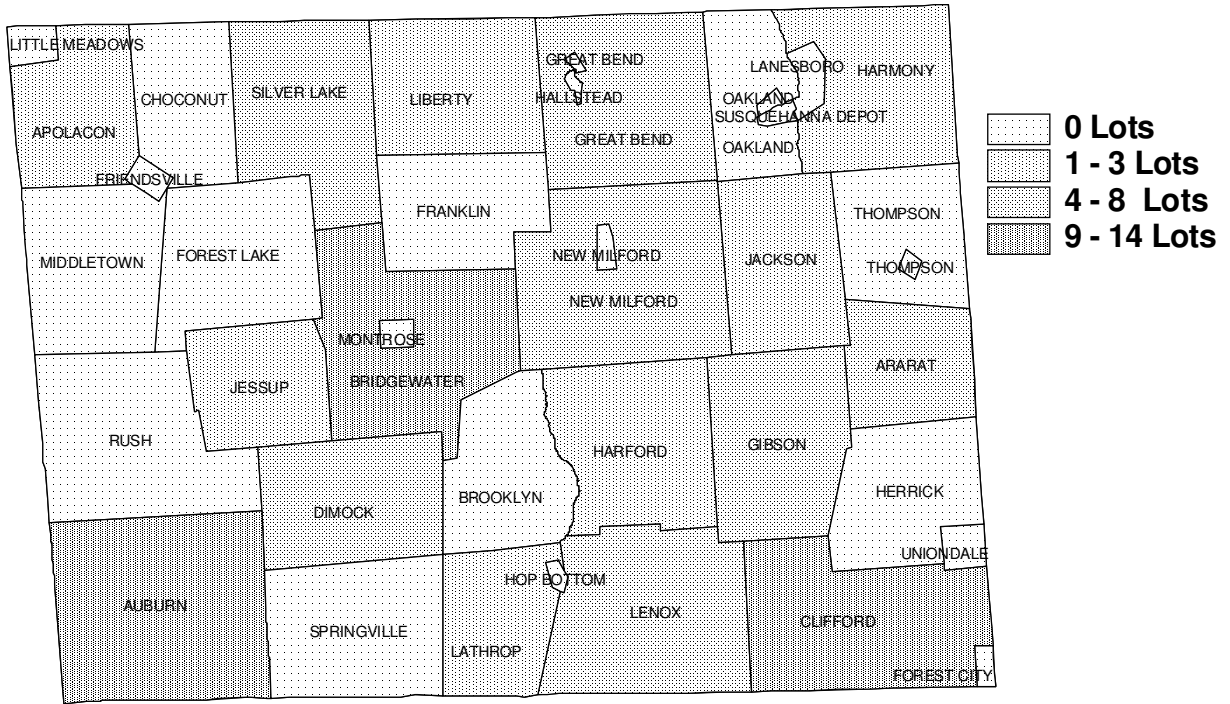 LITTLE MEADOWS
CHOCONUT
SILVER LAKE
LIBERTY
GREAT BEND
HALLSTEAD
GREAT BEND
LANESBORO
HARMONY
OAKLAND
SUSQUEHANNA DEPOT
OAKLAND
APOLACON
FRIENDSVILLE
0 Lots
1 - 3 Lots
4 - 8 Lots
9 - 14 Lots
MIDDLETOWN
FOREST LAKE
FRANKLIN
NEW MILFORD
NEW MILFORD
JACKSON
THOMPSON
THOMPSON
MONTROSE
BRIDGEWATER
JESSUP
ARARAT
RUSH
HARFORD
GIBSON
BROOKLYN
HERRICK
DIMOCK
UNIONDALE
HOP BOTTOM
AUBURN
SPRINGVILLE
LATHROP
LENOX
CLIFFORD
FOREST CITY